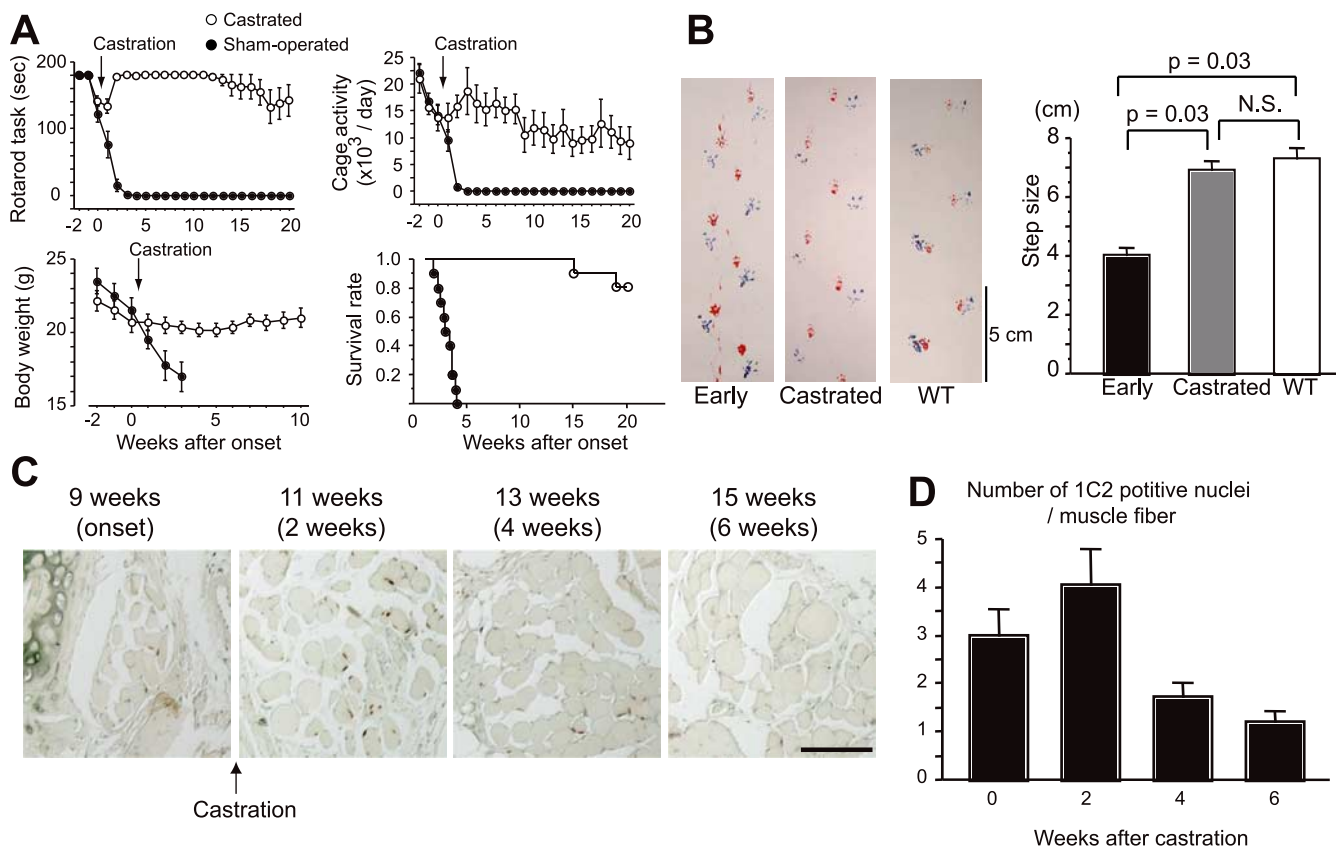 A
Castrated
Sham-operated
Castration
Rotarod task (sec)
200
100
0
-2 0 5 10 15 20
Castration
Cage activity
(x10³ / day)
25
20
15
10
5
0
-2 0 5 10 15 20
Castration
Body weight (g)
25
20
15
-2 0 5 10
Weeks after onset
Survival rate
1.0
0.8
0.6
0.4
0.2
0 5 10 15 20
Weeks after onset
B
Early
Castrated
WT
5 cm
p = 0.03
p = 0.03
N.S.
(cm)
Step size
8
6
4
2
0
Early
Castrated
WT
C
9 weeks
(onset)
11 weeks
(2 weeks)
13 weeks
(4 weeks)
15 weeks
(6 weeks)
Castration
D
Number of 1C2 potitive nuclei
/ muscle fiber
5
4
3
2
1
0
0 2 4 6
Weeks after castration